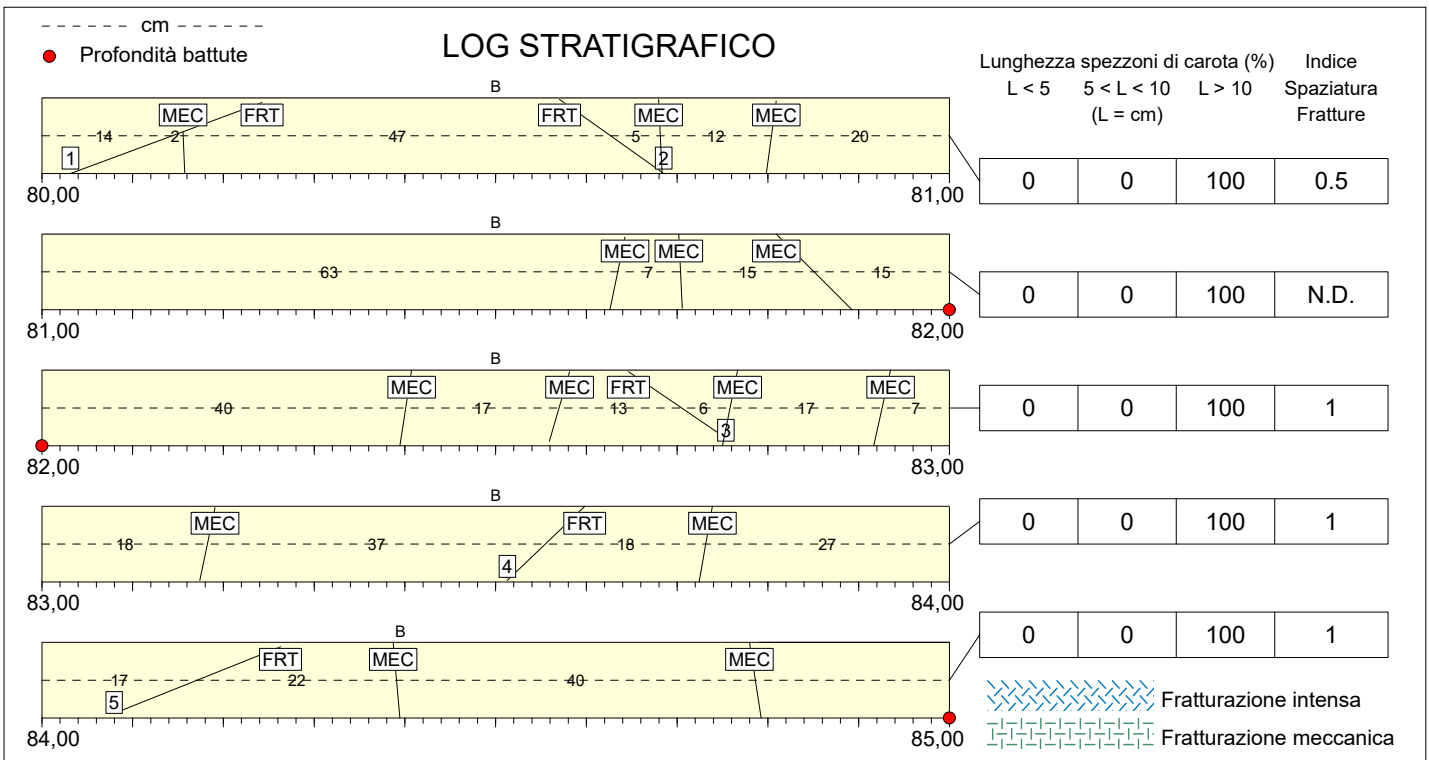 cm
Profondità battute
LOG STRATIGRAFICO
Lunghezza spezzoni di carota (%)
Indice Spaziatura Fratture
L < 5
5 < L < 10
L > 10
(L = cm)
B
MEC FRT FRT MEC MEC
14 2 47 5 12 20
1 2
80,00 81,00
0 0 100 0.5
B
MEC MEC MEC
63 7 15 15
81,00 82,00
0 0 100 N.D.
B
MEC MEC FRT MEC MEC
40 17 13 6 17 7
3
82,00 83,00
0 0 100 1
B
MEC FRT MEC
18 37 18 27
4
83,00 84,00
0 0 100 1
B
FRT MEC MEC
17 22 40
5
84,00 85,00
0 0 100 1
Fratturazione intensa
Fratturazione meccanica